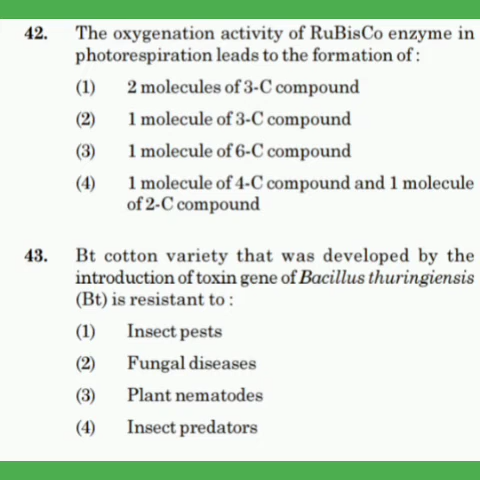 42. The oxygenation activity of RuBisCo enzyme in
photorespiration leads to the formation of :
(1) 2 molecules of 3-C compound
(2) 1 molecule of 3-C compound
(3) 1 molecule of 6-C compound
(4) 1 molecule of 4-C compound and 1 molecule
of 2-C compound
43. Bt cotton variety that was developed by the
introduction of toxin gene of Bacillus thuringiensis
(Bt) is resistant to :
(1) Insect pests
(2) Fungal diseases
(3) Plant nematodes
(4) Insect predators